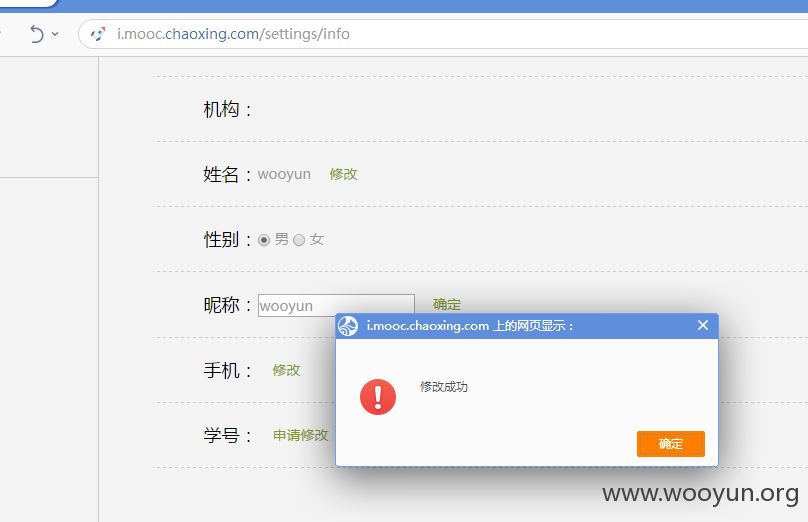 i.mooc.chaoxing.com/settings/info
机构：
姓名：wooyun 修改
性别：男 女
昵称：wooyun 确定
i.mooc.chaoxing.com 上的网页显示：
修改成功
确定
手机： 修改
学号： 申请修改
www.wooyun.org